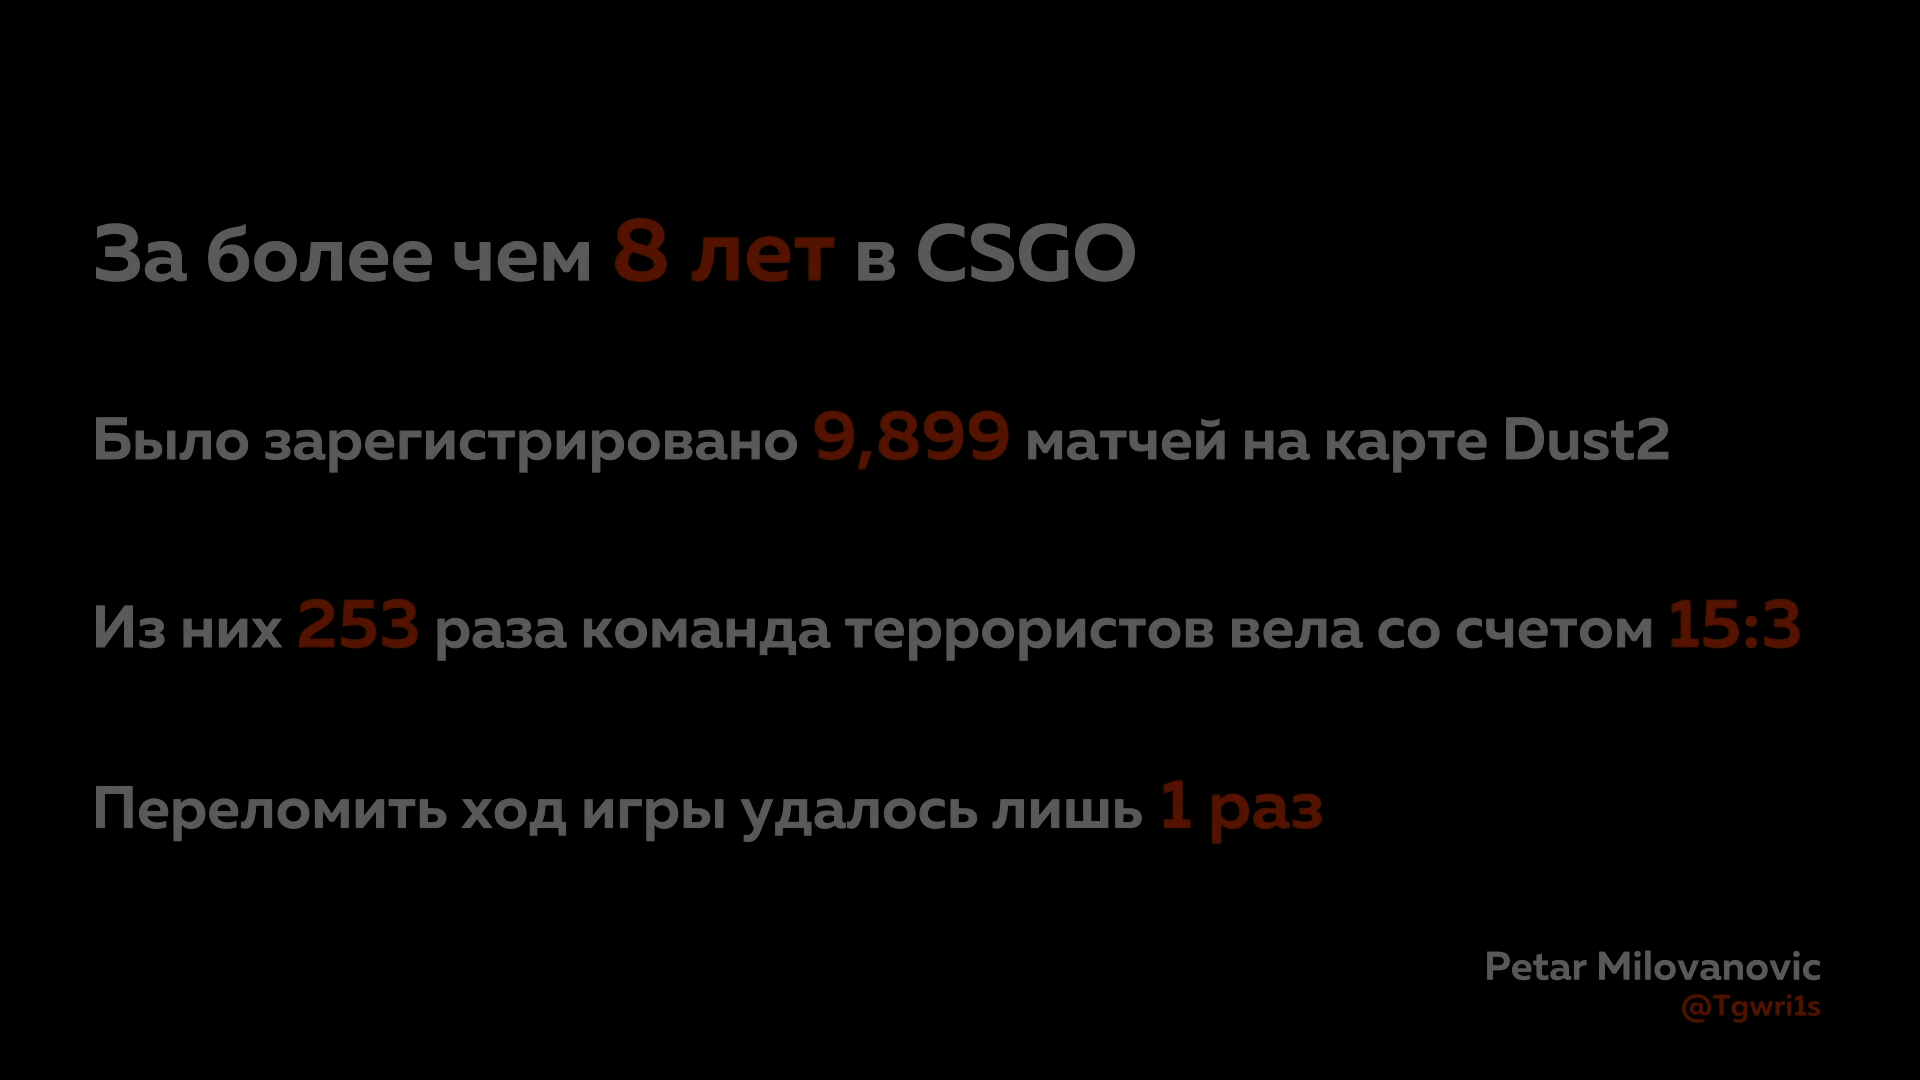 За более чем 8 лет в CSGO
Было зарегистрировано 9,899 матчей на карте Dust2
Из них 253 раза команда террористов вела со счетом 15:3
Переломить ход игры удалось лишь 1 раз
Petar Milovanovic
@Tgwri1s